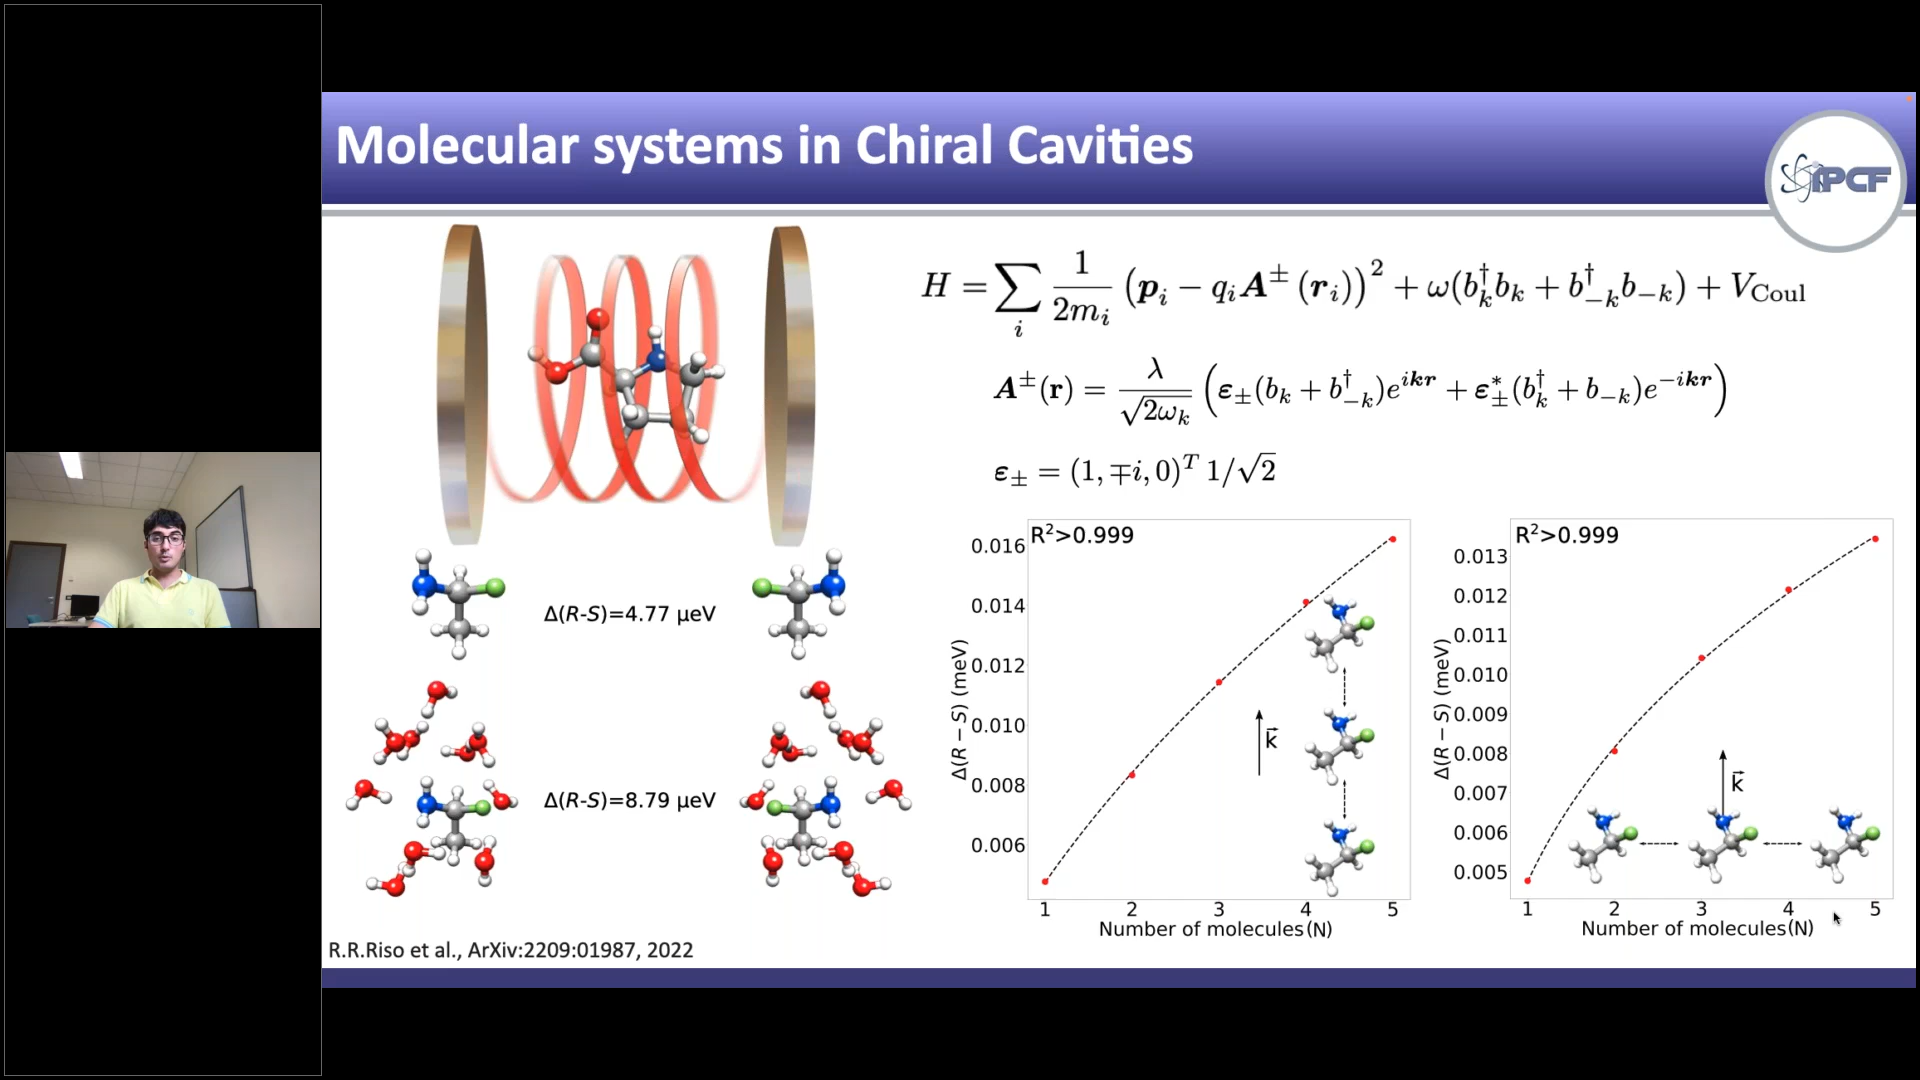 Molecular systems in Chiral Cavities
iPCF
H = ∑_i 1/2m_i (p_i − q_i A^± (r_i))^2 + ω(b_k^† b_k + b_{−k}^† b_{−k}) + V_Coul
A^±(r) = λ/√2ω_k (ε_±(b_k + b_{−k}^†)e^{ikr} + ε_±^*(b_k^† + b_{−k})e^{−ikr})
ε_± = (1, ∓i, 0)^T 1/√2
Δ(R-S)=4.77 μeV
Δ(R-S)=8.79 μeV
R²>0.999
0.016
0.014
0.012
0.010
0.008
0.006
Δ(R − S) (meV)
k⃗
1 2 3 4 5
Number of molecules(N)
R²>0.999
0.013
0.012
0.011
0.010
0.009
0.008
0.007
0.006
0.005
Δ(R − S) (meV)
k⃗
1 2 3 4 5
Number of molecules(N)
R.R.Riso et al., ArXiv:2209:01987, 2022